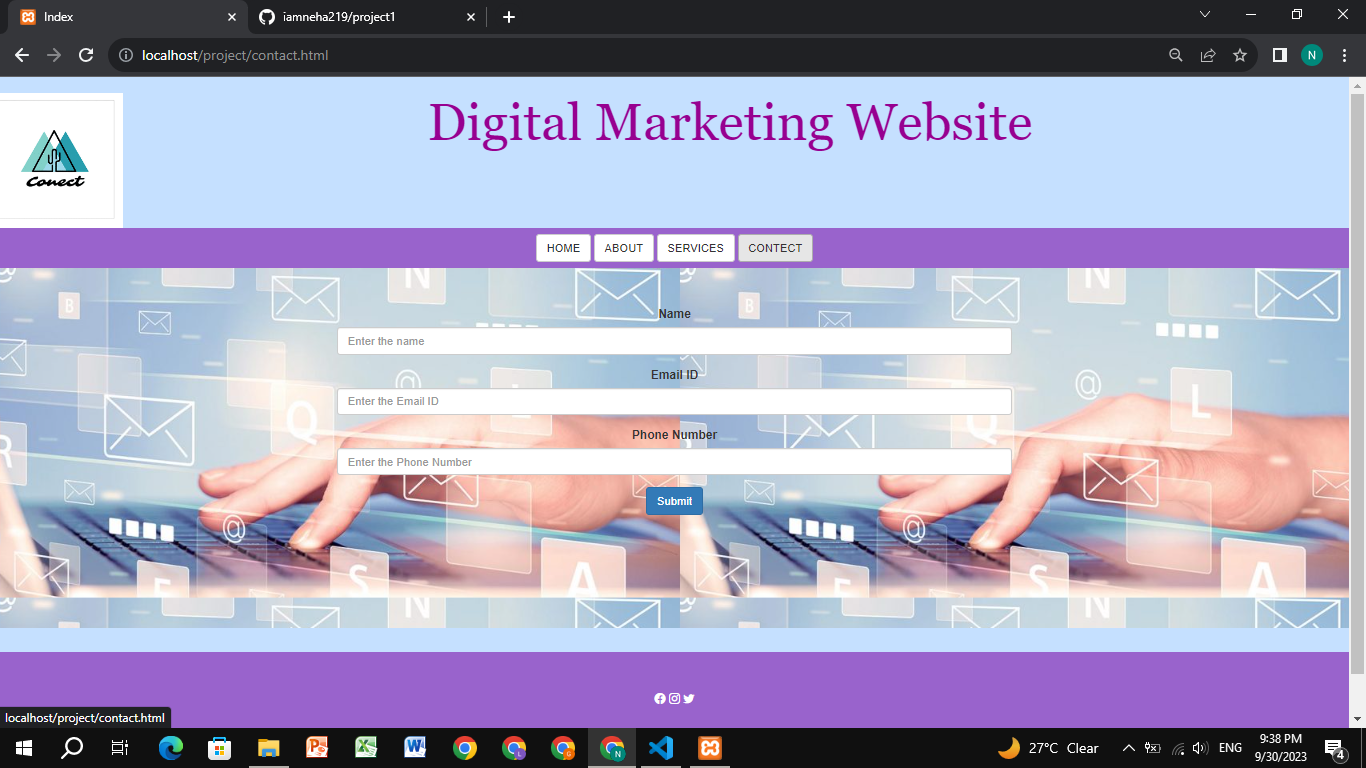 Index
iamneha219/project1
localhost/project/contact.html
N
Digital Marketing Website
Conect
HOME ABOUT SERVICES CONTECT
Name
Enter the name
Email ID
Enter the Email ID
Phone Number
Enter the Phone Number
Submit
B N B N
@ L @ L
Q Q
R
@ @
F S A F S A
N N
localhost/project/contact.html
L G N
27°C Clear
ENG
9:38 PM
9/30/2023
4